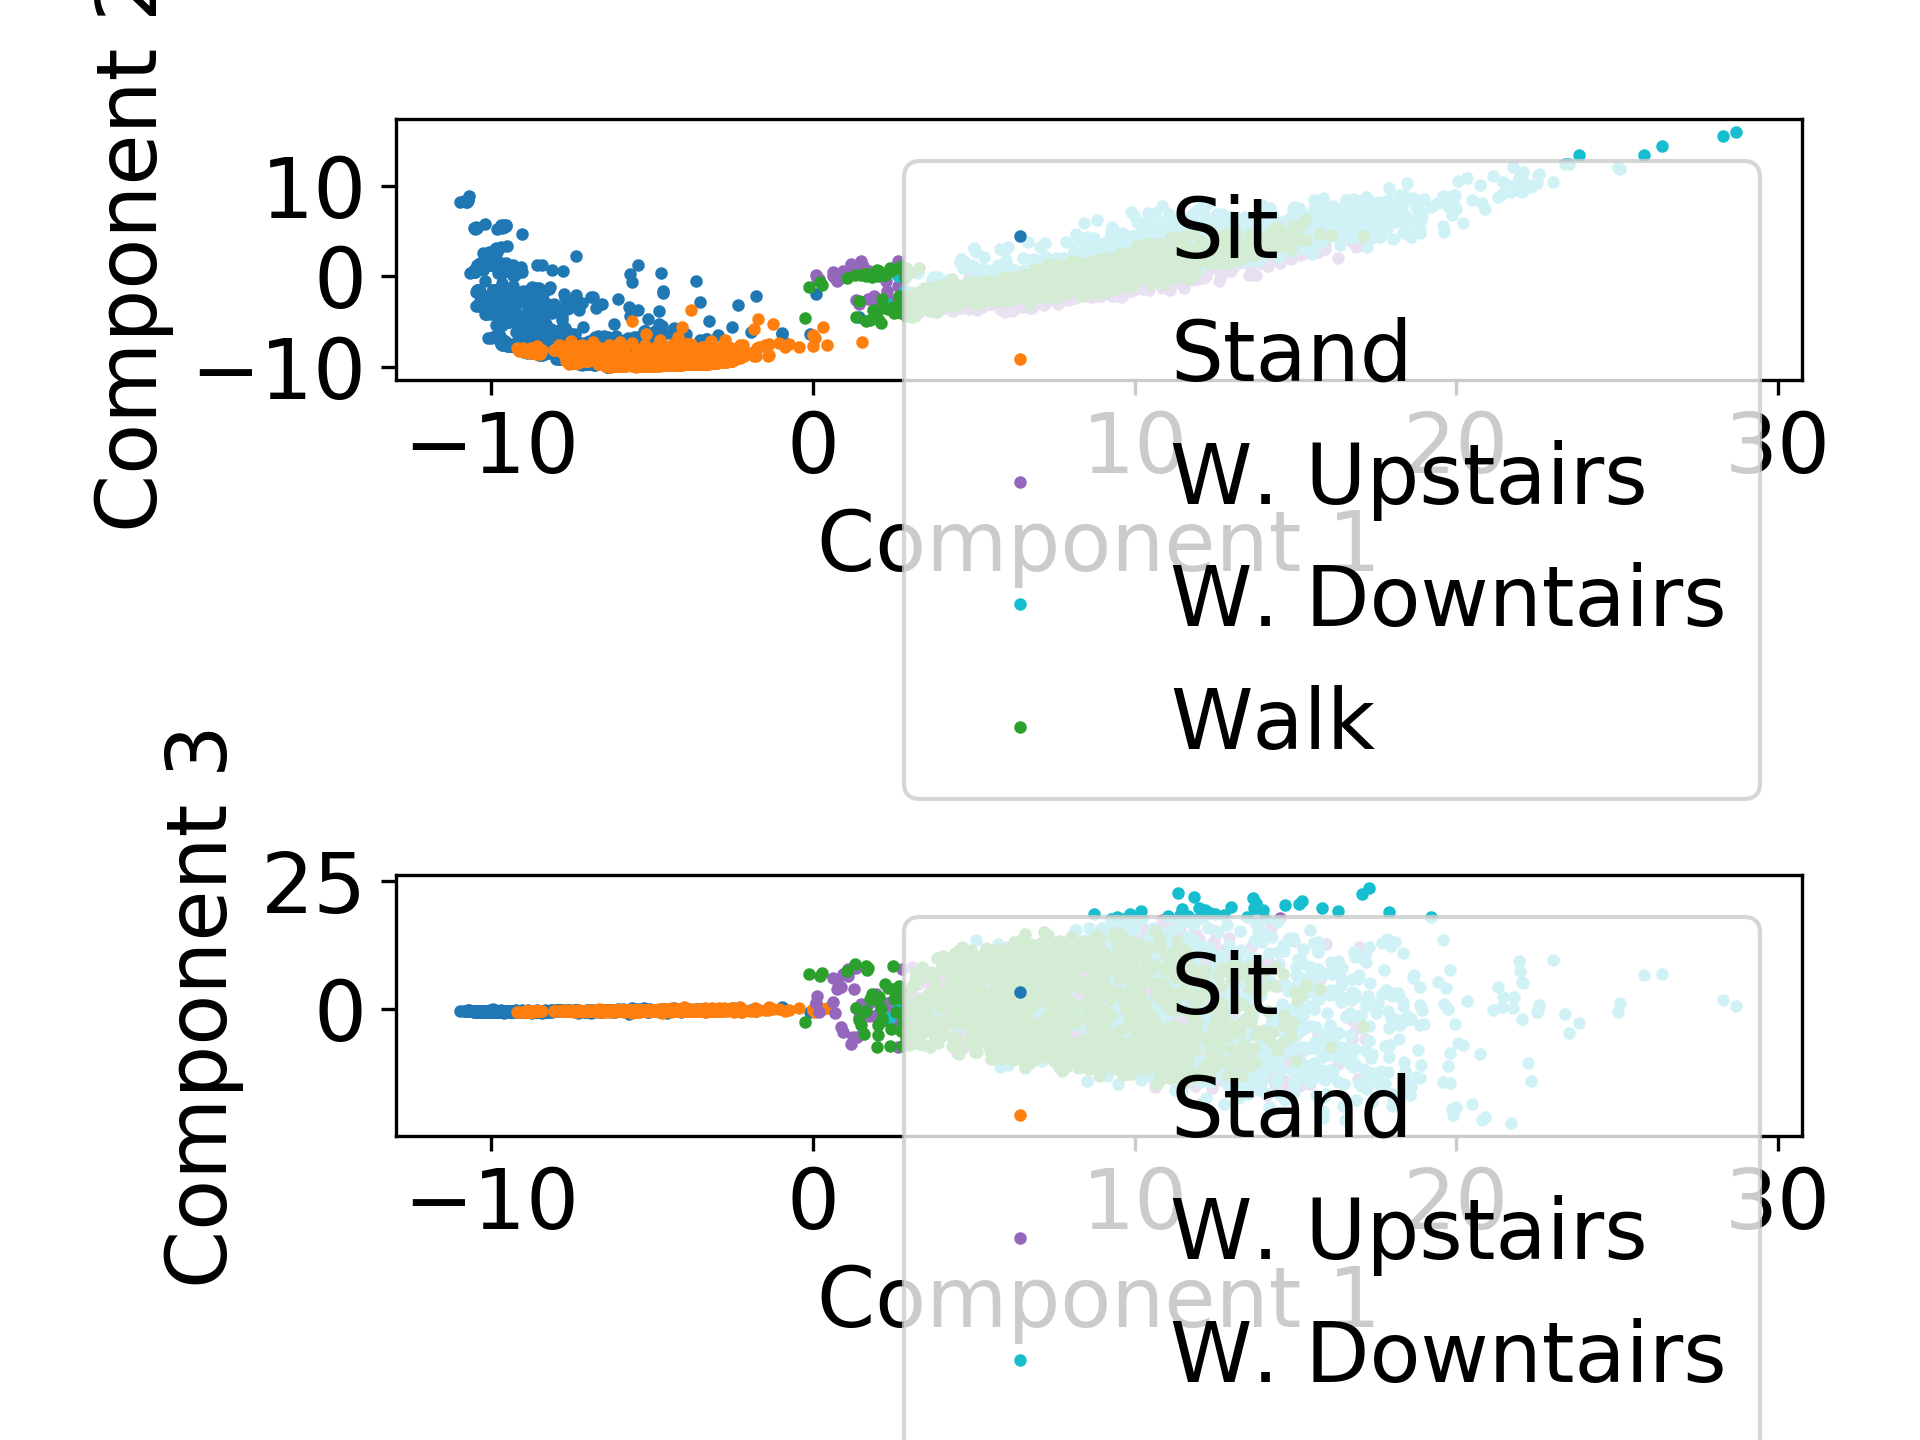 Component 2
10
0
−10
−10 0 10 20 30
Component 1
Sit
Stand
W. Upstairs
W. Downtairs
Walk
Component 3
25
0
−10 0 10 20 30
Component 1
Sit
Stand
W. Upstairs
W. Downtairs